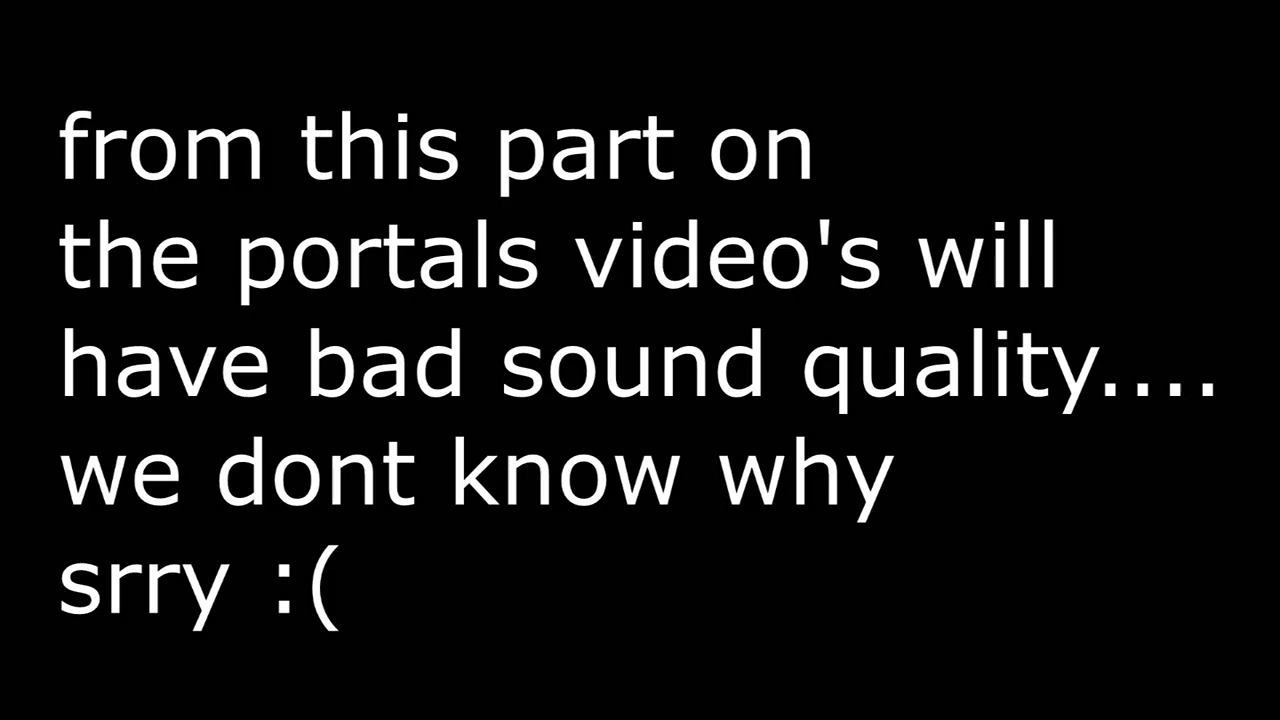 from this part on
the portals video's will
have bad sound quality....
we dont know why
srry :(